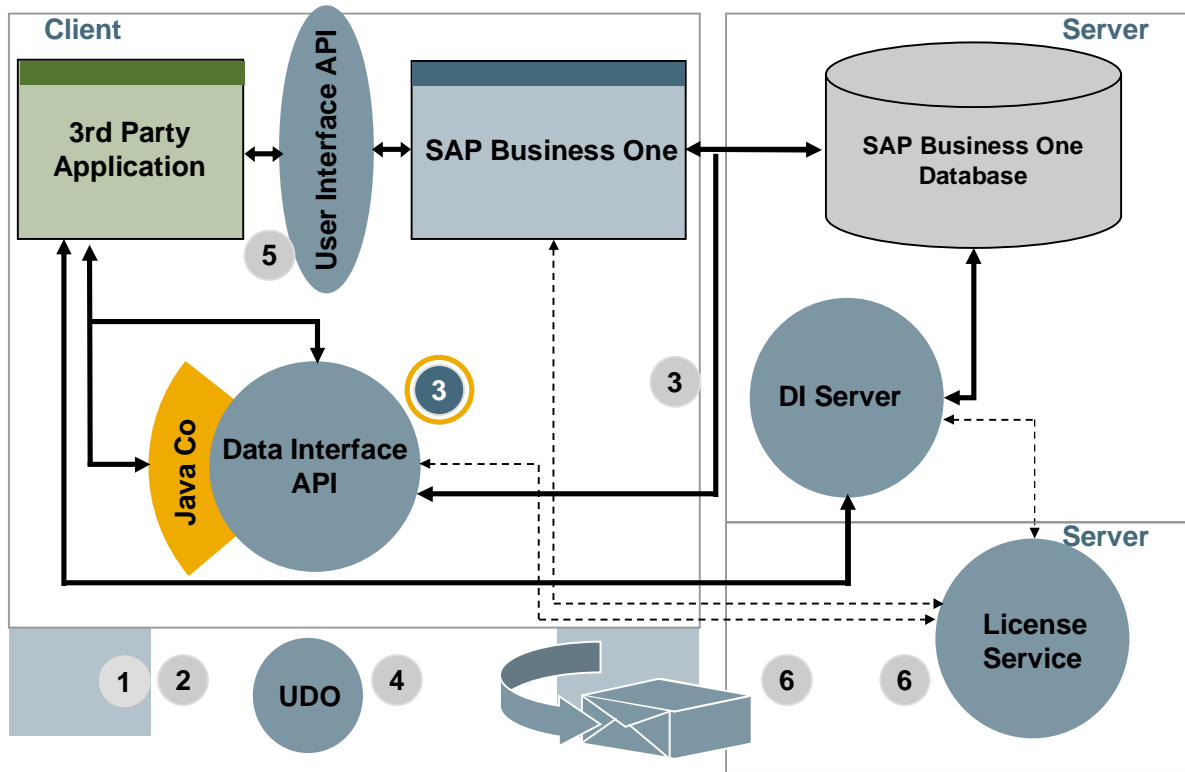 Client
Server
3rd Party
Application
User Interface API
SAP Business One
SAP Business One
Database
5
3
3
DI Server
Java Co
Data Interface
API
Server
License
Service
1
2
UDO
4
6
6